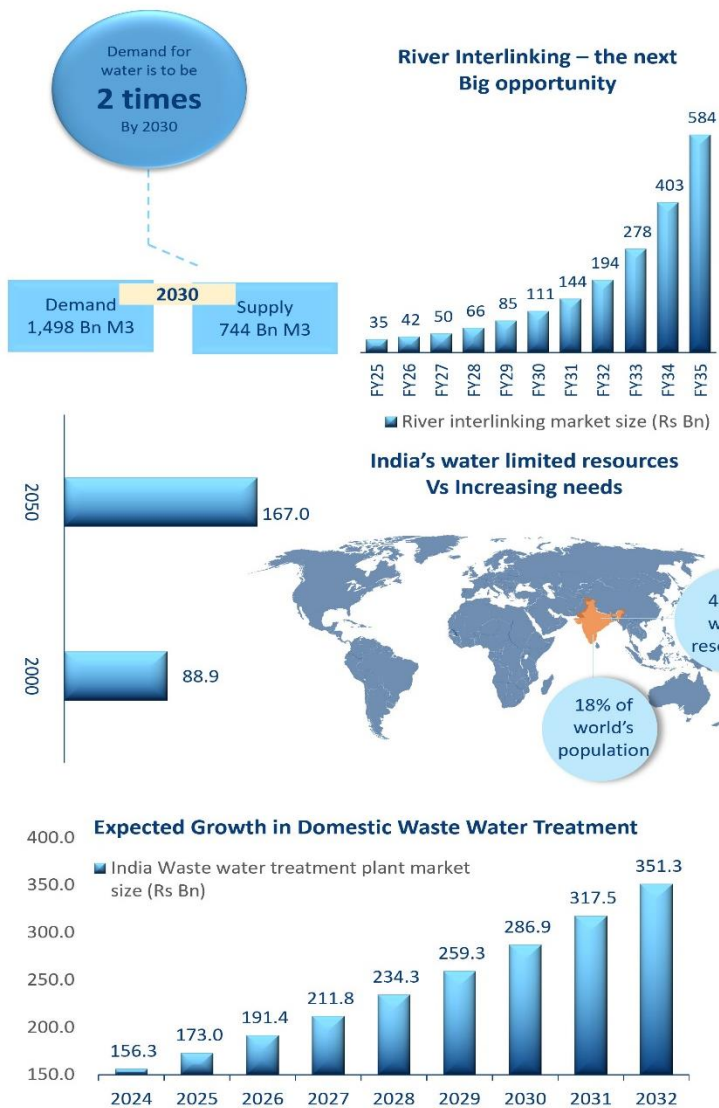 Demand for
water is to be
2 times
By 2030
2030
Demand
1,498 Bn M3
Supply
744 Bn M3
River Interlinking – the next
Big opportunity
35 42 50 66 85 111 144 194 278 403 584
FY25 FY26 FY27 FY28 FY29 FY30 FY31 FY32 FY33 FY34 FY35
River interlinking market size (Rs Bn)
2050
167.0
2000
88.9
India’s water limited resources
Vs Increasing needs
4
w
reso
18% of
world’s
population
Expected Growth in Domestic Waste Water Treatment
India Waste water treatment plant market
size (Rs Bn)
400.0
350.0
300.0
250.0
200.0
150.0
156.3 173.0 191.4 211.8 234.3 259.3 286.9 317.5 351.3
2024 2025 2026 2027 2028 2029 2030 2031 2032